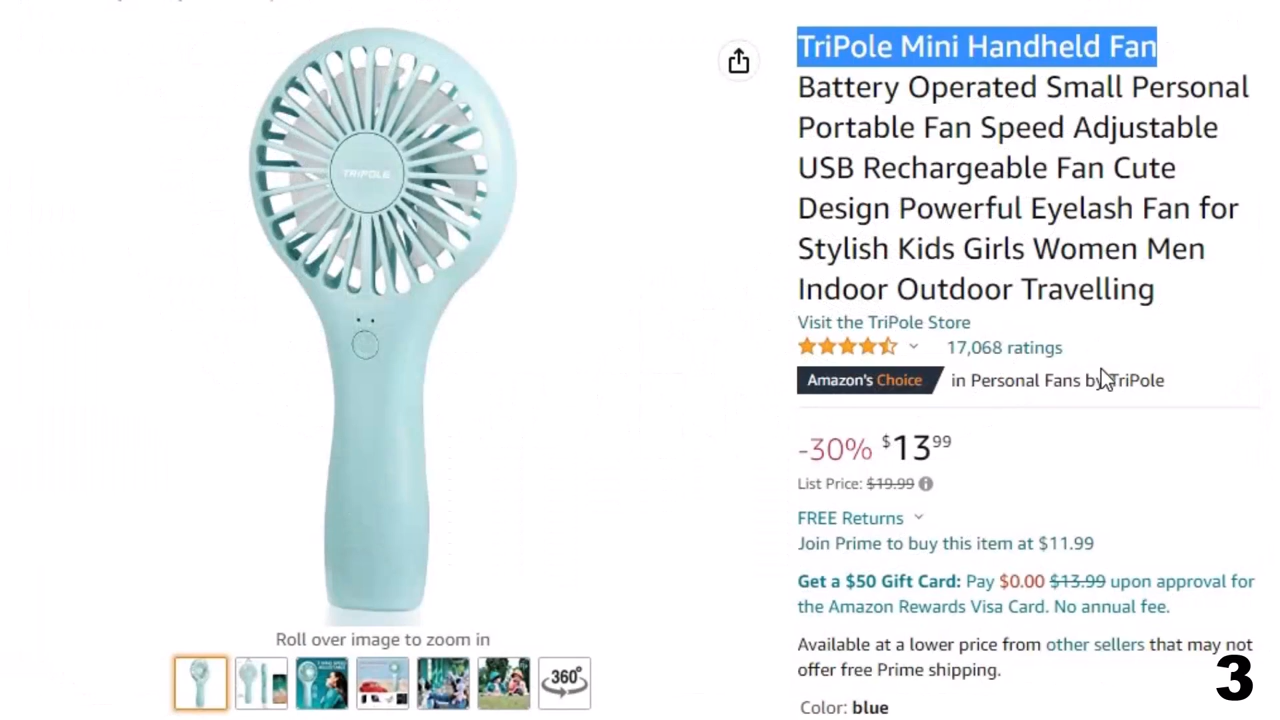 TRIPOLE
TriPole Mini Handheld Fan
Battery Operated Small Personal
Portable Fan Speed Adjustable
USB Rechargeable Fan Cute
Design Powerful Eyelash Fan for
Stylish Kids Girls Women Men
Indoor Outdoor Travelling
Visit the TriPole Store
17,068 ratings
Amazon's Choice in Personal Fans by TriPole
-30% $13 99
List Price: $19.99
FREE Returns
Join Prime to buy this item at $11.99
Get a $50 Gift Card: Pay $0.00 $13.99 upon approval for
the Amazon Rewards Visa Card. No annual fee.
Available at a lower price from other sellers that may not
offer free Prime shipping.
Color: blue
Roll over image to zoom in
360°
3